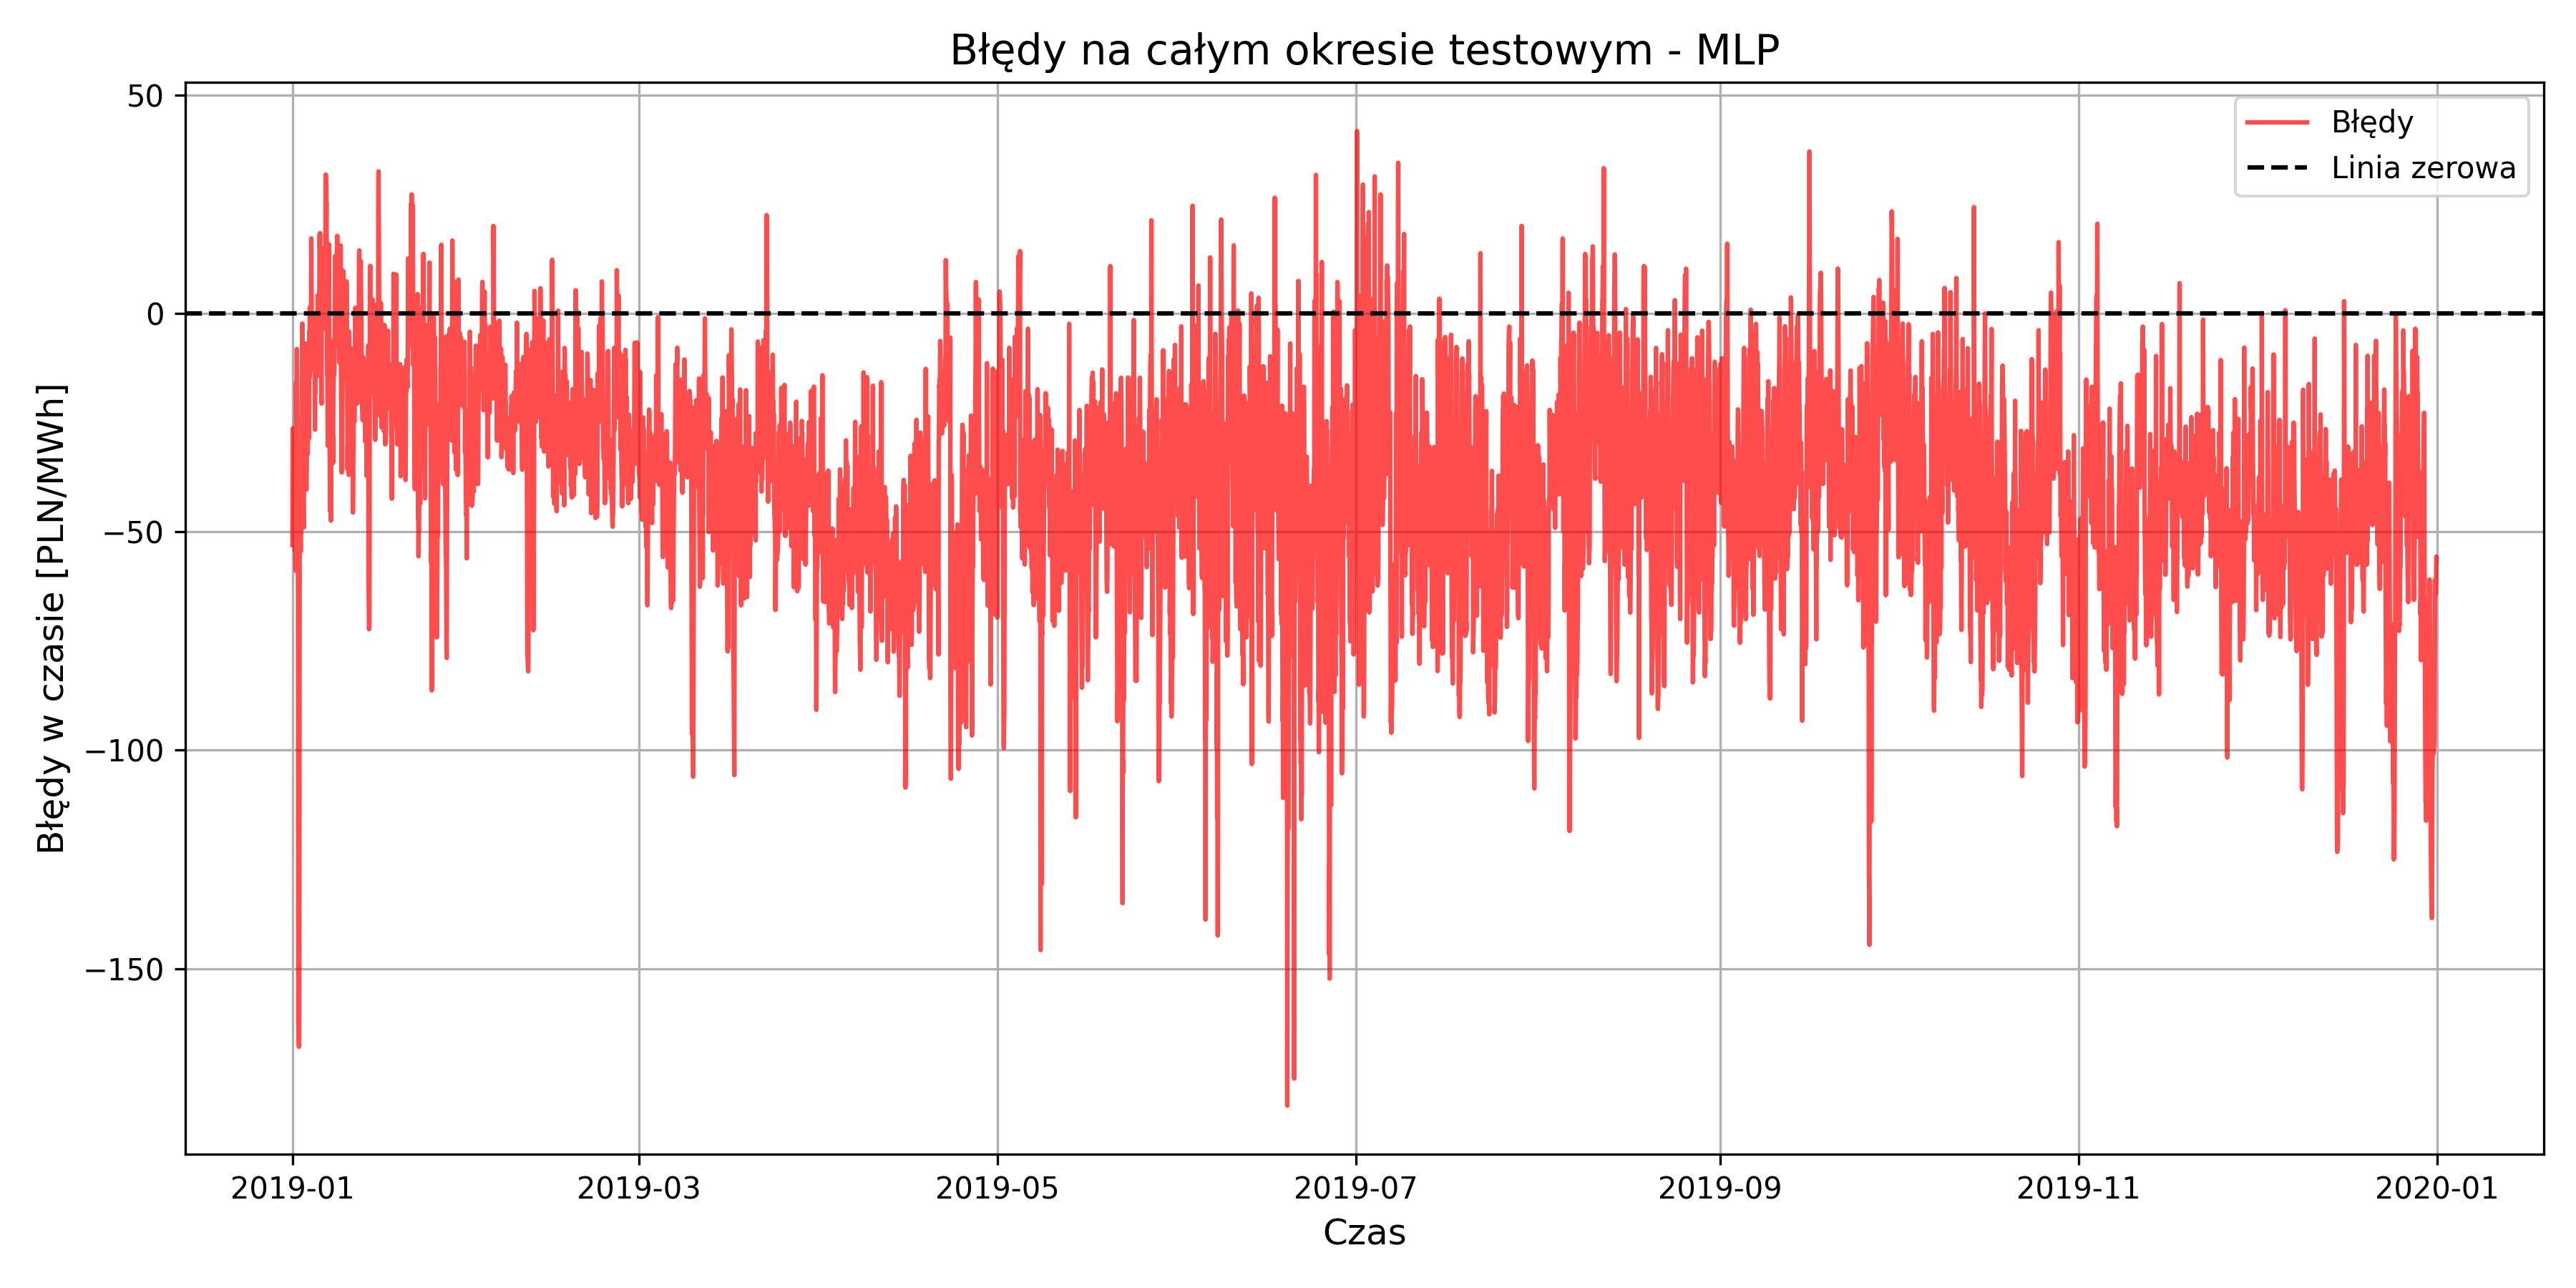 Błędy na całym okresie testowym - MLP
Błędy w czasie [PLN/MWh]
50
0
−50
−100
−150
Błędy
Linia zerowa
2019-01
2019-03
2019-05
2019-07
2019-09
2019-11
2020-01
Czas